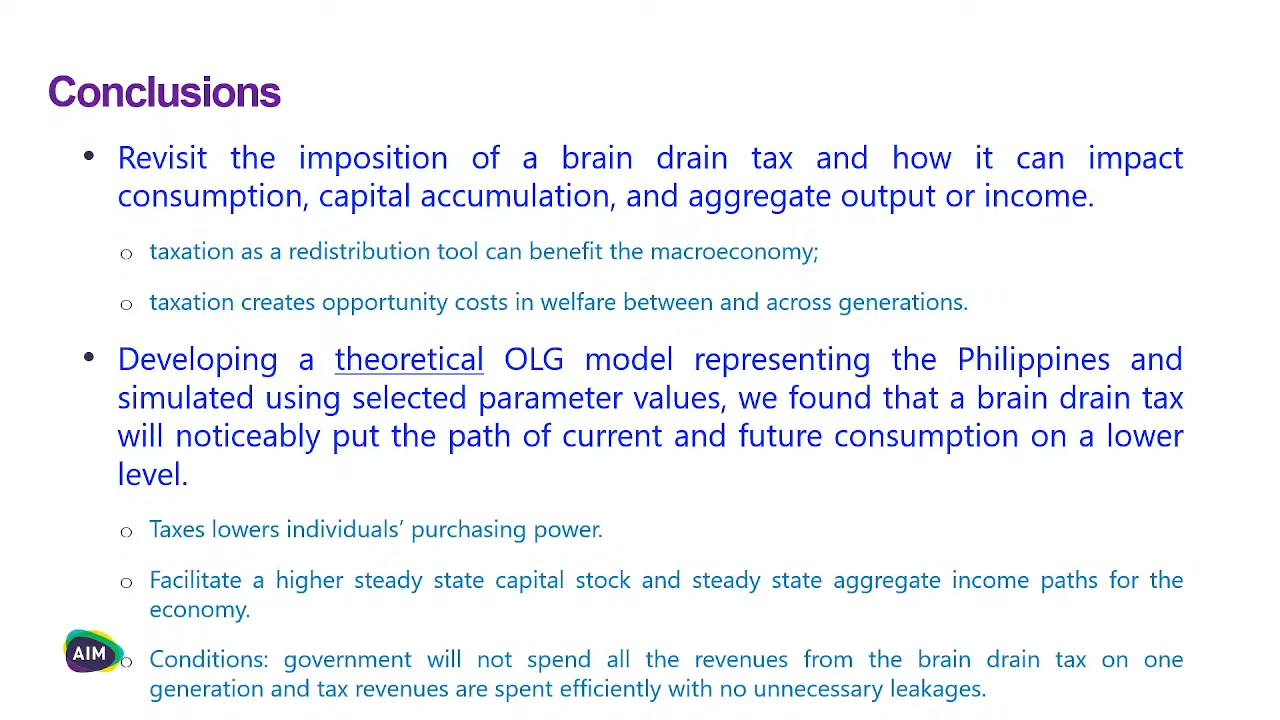 Conclusions
• Revisit the imposition of a brain drain tax and how it can impact
consumption, capital accumulation, and aggregate output or income.
o taxation as a redistribution tool can benefit the macroeconomy;
o taxation creates opportunity costs in welfare between and across generations.
• Developing a theoretical OLG model representing the Philippines and
simulated using selected parameter values, we found that a brain drain tax
will noticeably put the path of current and future consumption on a lower
level.
o Taxes lowers individuals’ purchasing power.
o Facilitate a higher steady state capital stock and steady state aggregate income paths for the
economy.
AIM
o Conditions: government will not spend all the revenues from the brain drain tax on one
generation and tax revenues are spent efficiently with no unnecessary leakages.